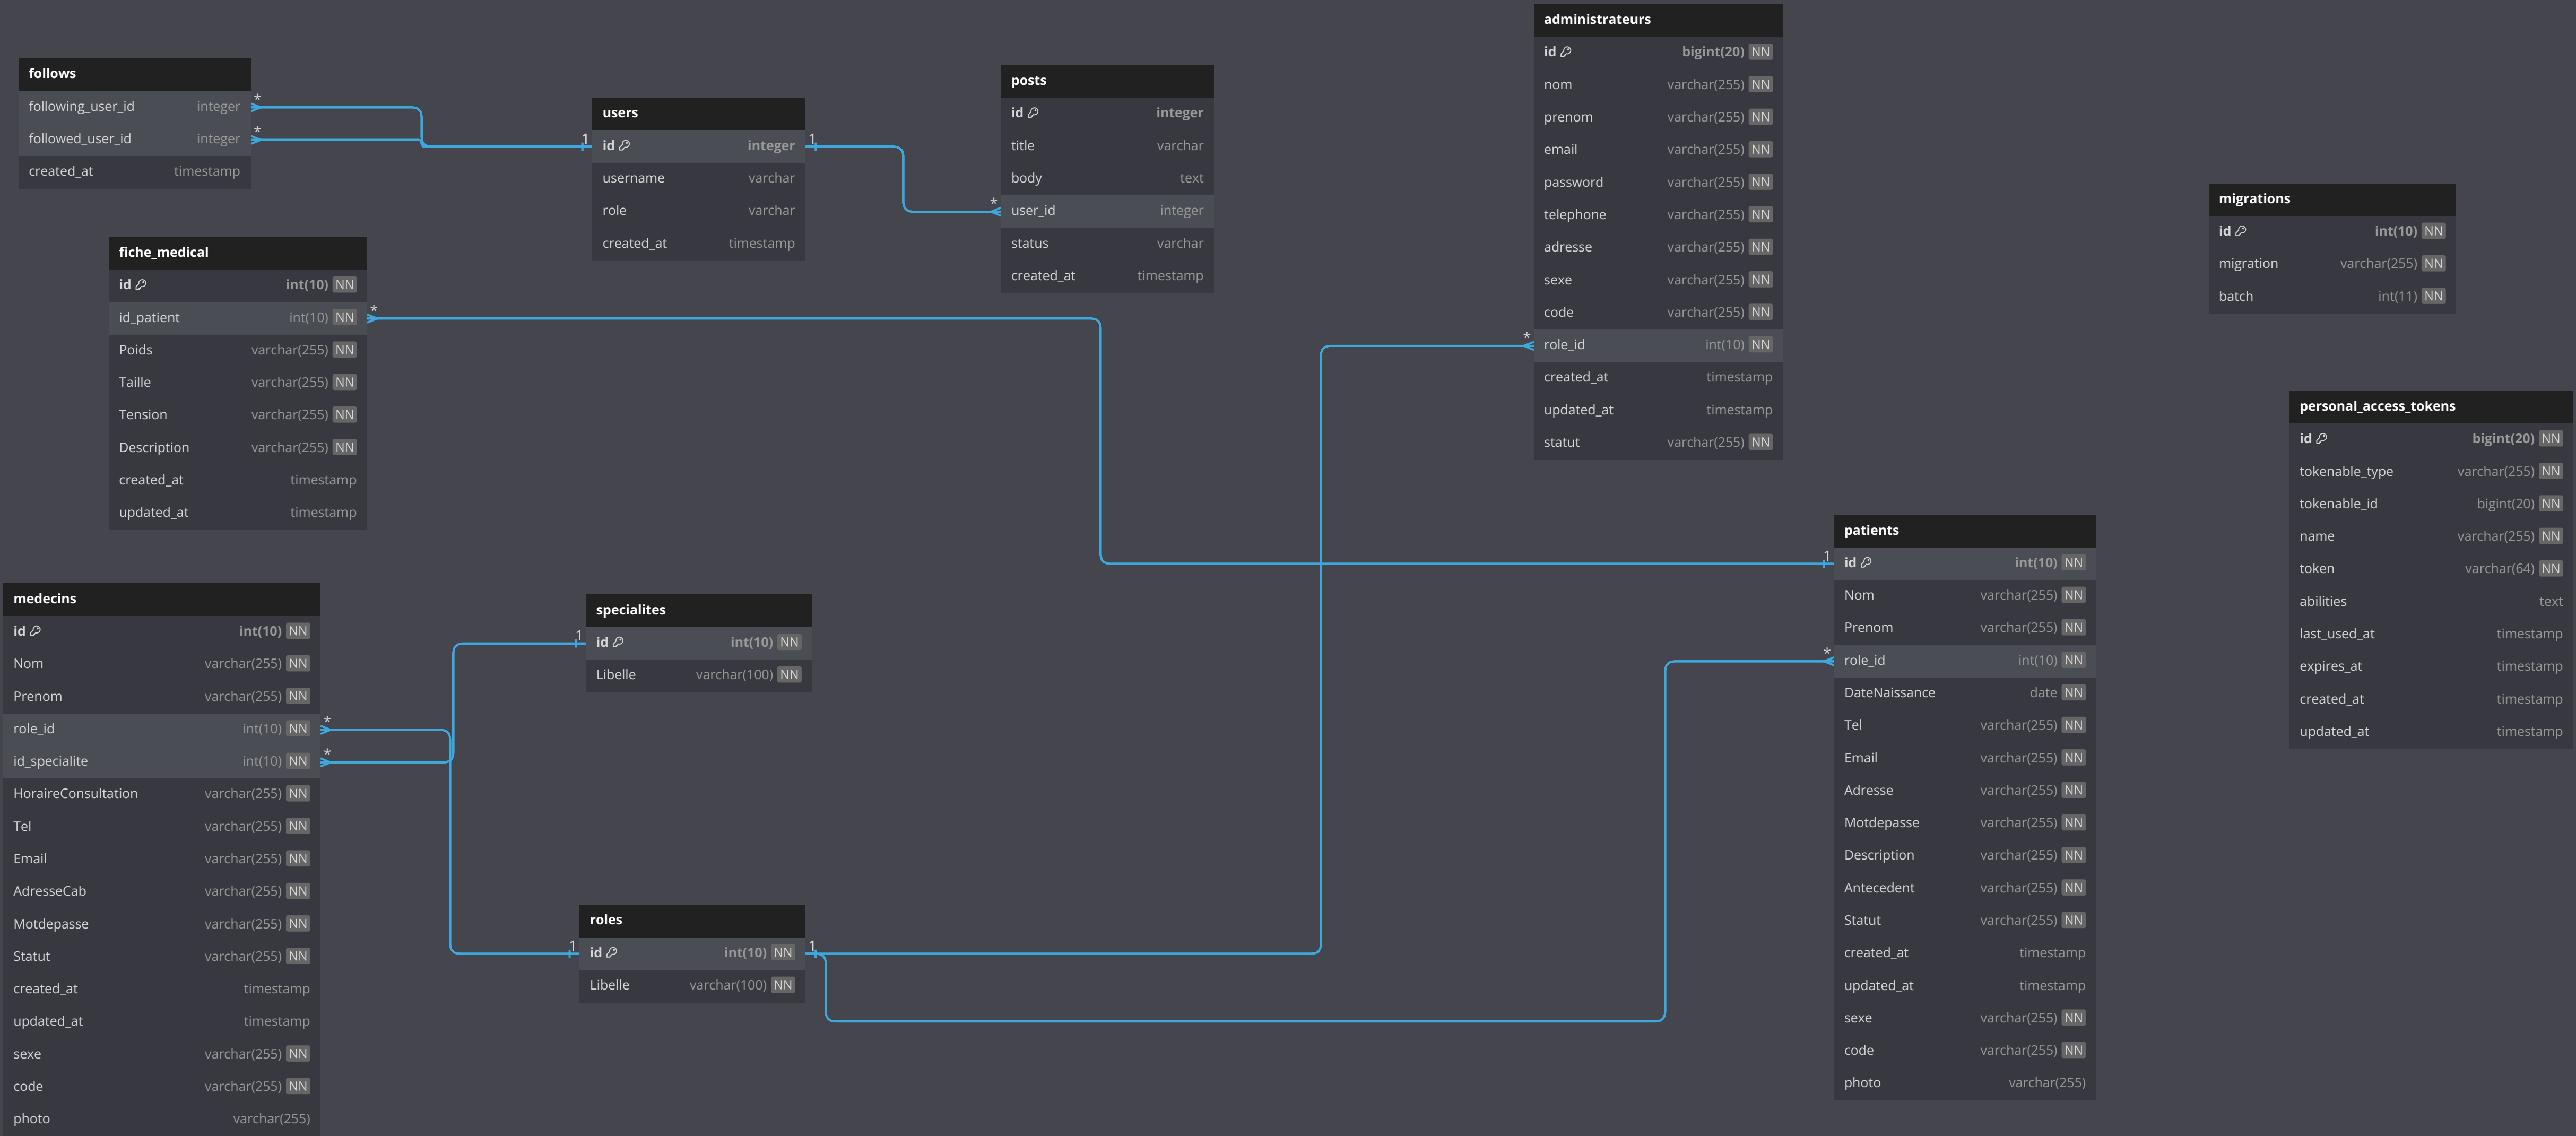 follows
following_user_id integer
followed_user_id integer
created_at timestamp
* 
*
1
users
id integer
username varchar
role varchar
created_at timestamp
1
*
posts
id integer
title varchar
body text
user_id integer
status varchar
created_at timestamp
administrateurs
id bigint(20) NN
nom varchar(255) NN
prenom varchar(255) NN
email varchar(255) NN
password varchar(255) NN
telephone varchar(255) NN
adresse varchar(255) NN
sexe varchar(255) NN
code varchar(255) NN
* role_id int(10) NN
created_at timestamp
updated_at timestamp
statut varchar(255) NN
migrations
id int(10) NN
migration varchar(255) NN
batch int(11) NN
fiche_medical
id int(10) NN
id_patient int(10) NN *
Poids varchar(255) NN
Taille varchar(255) NN
Tension varchar(255) NN
Description varchar(255) NN
created_at timestamp
updated_at timestamp
personal_access_tokens
id bigint(20) NN
tokenable_type varchar(255) NN
tokenable_id bigint(20) NN
name varchar(255) NN
token varchar(64) NN
abilities text
last_used_at timestamp
expires_at timestamp
created_at timestamp
updated_at timestamp
patients
1 id int(10) NN
Nom varchar(255) NN
Prenom varchar(255) NN
* role_id int(10) NN
DateNaissance date NN
Tel varchar(255) NN
Email varchar(255) NN
Adresse varchar(255) NN
Motdepasse varchar(255) NN
Description varchar(255) NN
Antecedent varchar(255) NN
Statut varchar(255) NN
created_at timestamp
updated_at timestamp
sexe varchar(255) NN
code varchar(255) NN
photo varchar(255)
medecins
id int(10) NN
Nom varchar(255) NN
Prenom varchar(255) NN
role_id int(10) NN *
id_specialite int(10) NN *
HoraireConsultation varchar(255) NN
Tel varchar(255) NN
Email varchar(255) NN
AdresseCab varchar(255) NN
Motdepasse varchar(255) NN
Statut varchar(255) NN
created_at timestamp
updated_at timestamp
sexe varchar(255) NN
code varchar(255) NN
photo varchar(255)
specialites
1 id int(10) NN
Libelle varchar(100) NN
roles
1 id int(10) NN 1
Libelle varchar(100) NN